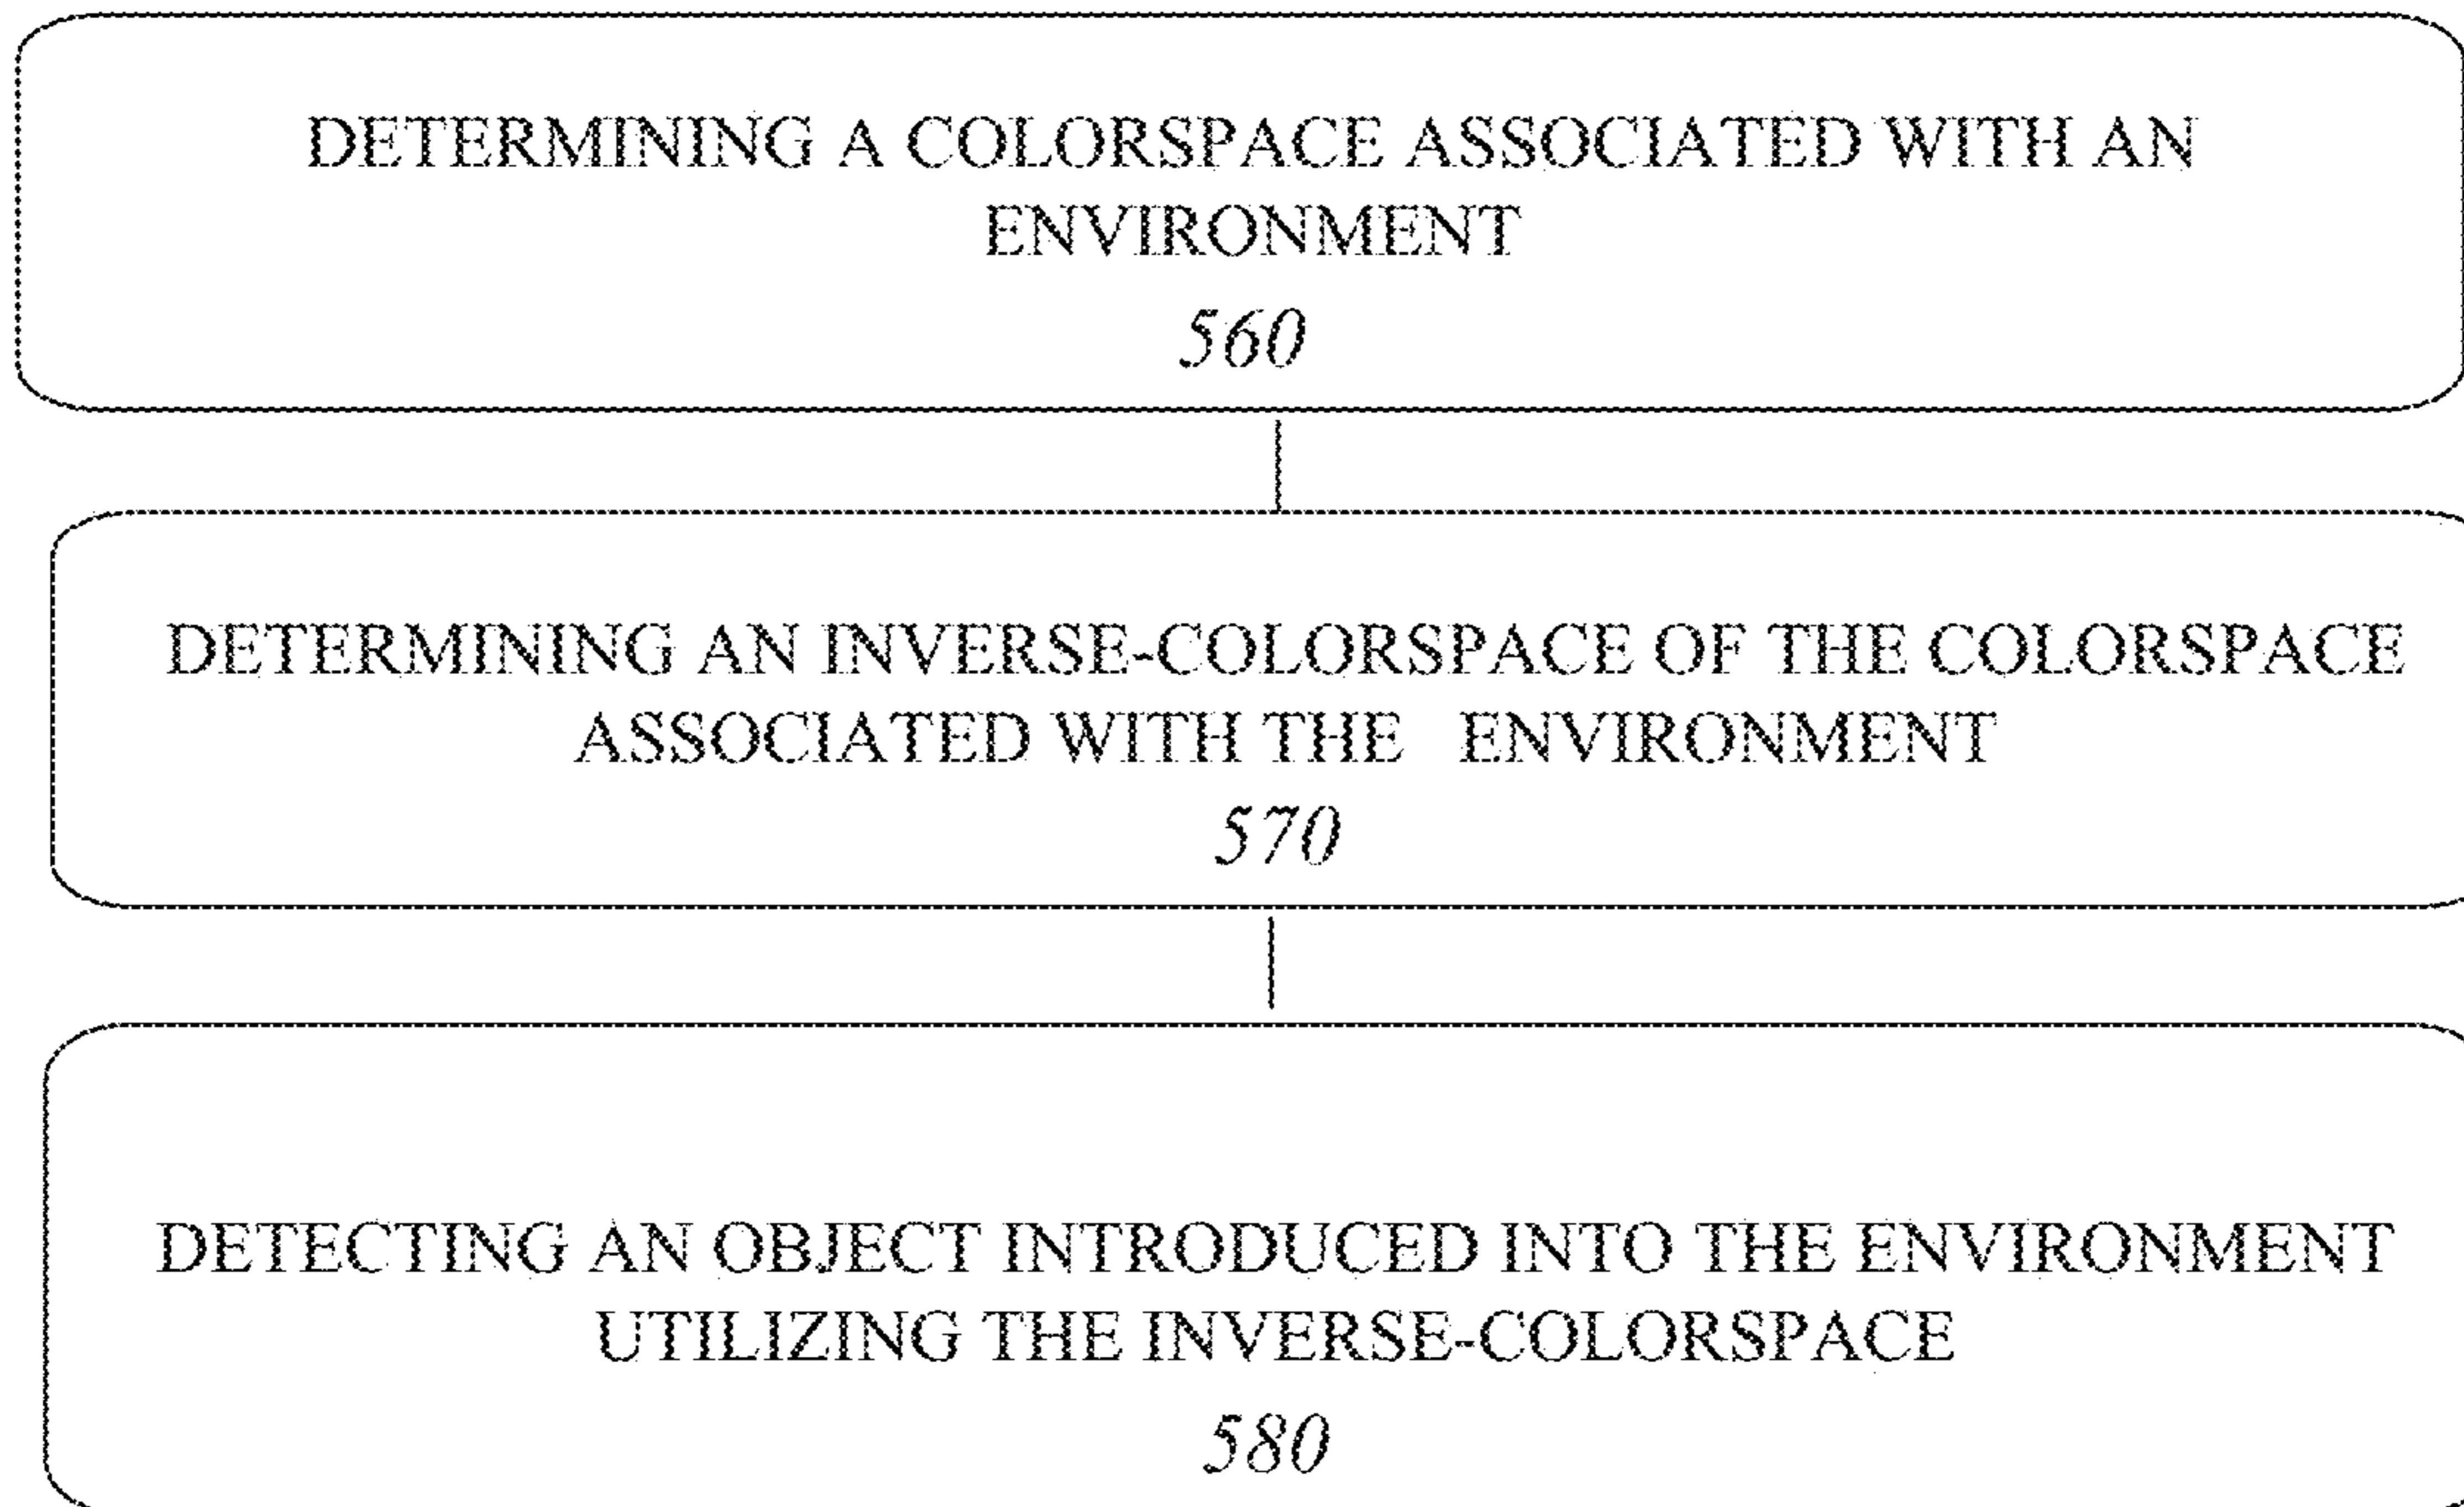 DETERMINING A COLORSPACE ASSOCIATED WITH AN
ENVIRONMENT
560
DETERMINING AN INVERSE-COLORSPACE OF THE COLORSPACE
ASSOCIATED WITH THE ENVIRONMENT
570
DETECTING AN OBJECT INTRODUCED INTO THE ENVIRONMENT
UTILIZING THE INVERSE-COLORSPACE
580